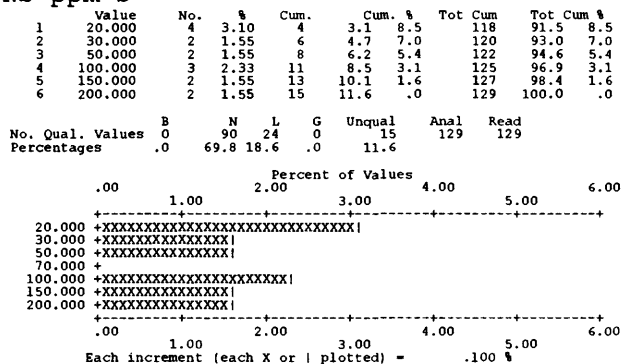 Value No. % Cum. Cum. % Tot Cum Tot Cum %
1 20.000 4 3.10 4 3.1 8.5 118 91.5 8.5
2 30.000 2 1.55 6 4.7 7.0 120 93.0 7.0
3 50.000 2 1.55 8 6.2 5.4 122 94.6 5.4
4 100.000 3 2.33 11 8.5 3.1 125 96.9 3.1
5 150.000 2 1.55 13 10.1 1.6 127 98.4 1.6
6 200.000 2 1.55 15 11.6 .0 129 100.0 .0
B N L G Unqual Anal Read
No. Qual. Values 0 90 24 0 15 129 129
Percentages .0 69.8 18.6 .0 11.6
Percent of Values
.00 2.00 4.00 6.00
1.00 3.00 5.00
+---------+---------+---------+---------+---------+---------+
20.000 +XXXXXXXXXXXXXXXXXXXXXXXXXXXXXX|
30.000 +XXXXXXXXXXXXXXX|
50.000 +XXXXXXXXXXXXXXX|
70.000 +
100.000 +XXXXXXXXXXXXXXXXXXXXXX|
150.000 +XXXXXXXXXXXXXXX|
200.000 +XXXXXXXXXXXXXXX|
+---------+---------+---------+---------+---------+---------+
.00 2.00 4.00 6.00
1.00 3.00 5.00
Each increment (each X or | plotted) = .100 %